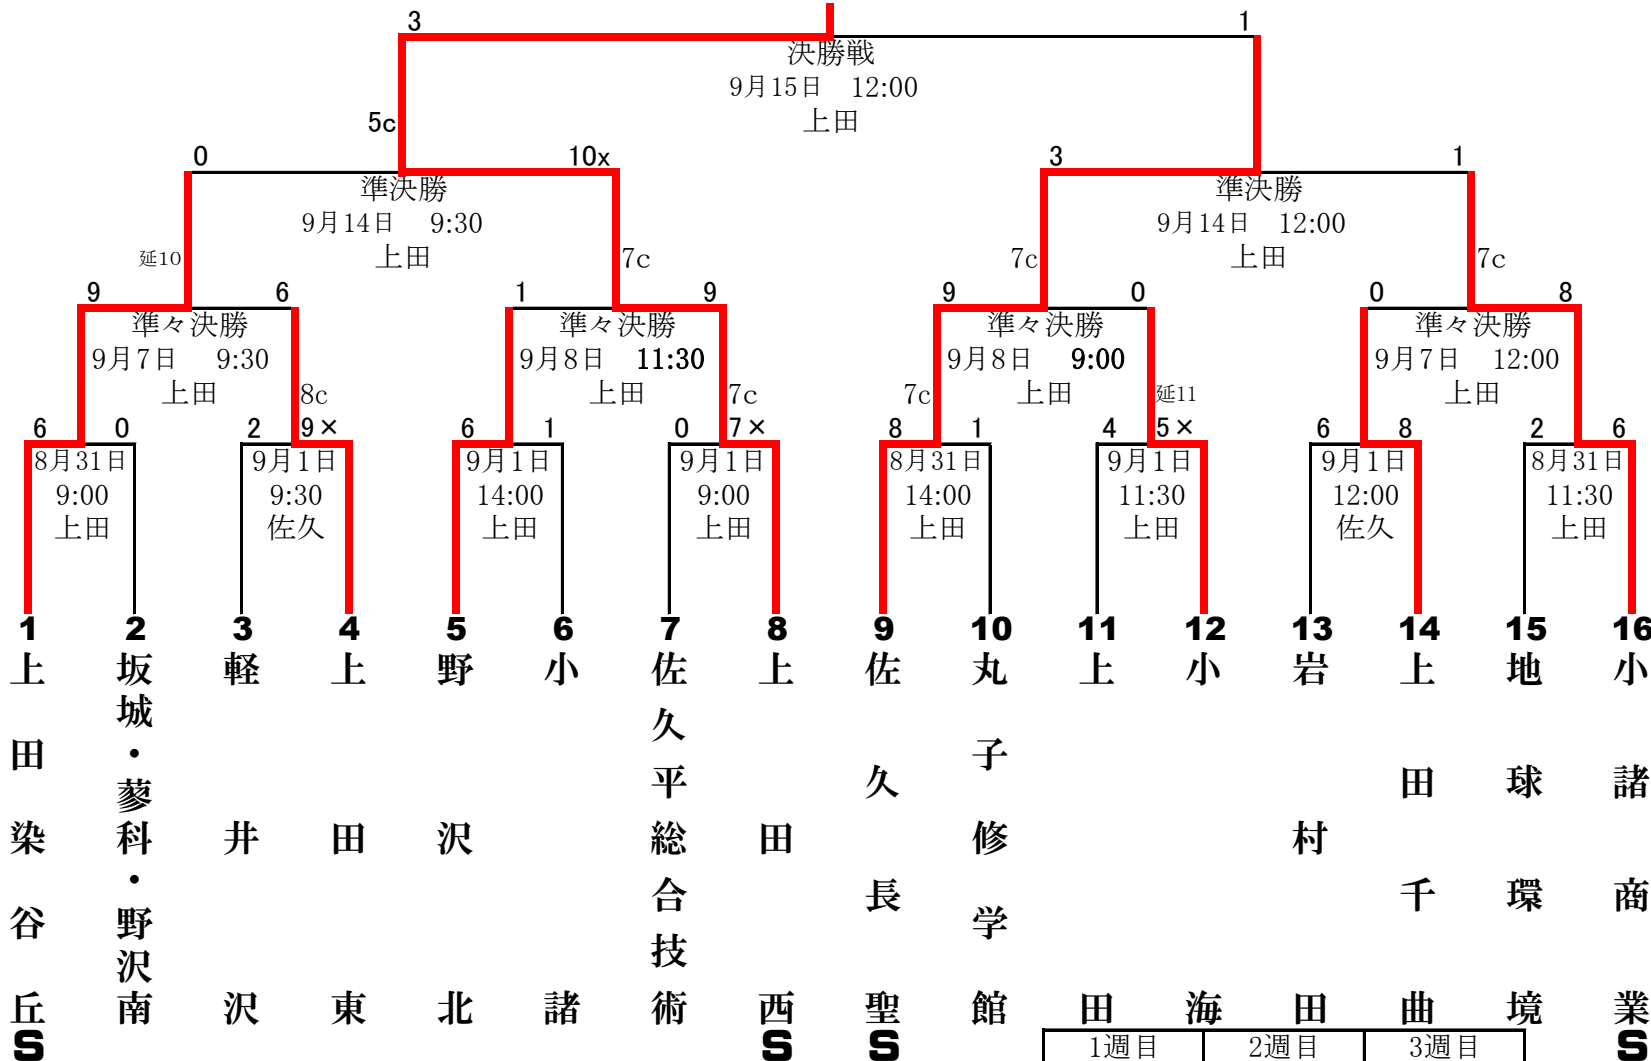 3 1
決勝戦
9月15日 12:00
上田
5c
0 10x 3 1
準決勝 準決勝
9月14日 9:30 9月14日 12:00
上田 上田
延10 7c 7c 7c
9 6 1 9 9 0 0 8
準々決勝 準々決勝 準々決勝 準々決勝
9月7日 9:30 9月8日 11:30 9月8日 9:00 9月7日 12:00
上田 上田 上田 上田
8c 7c 7c 延11
6 0 2 9× 6 1 0 7× 8 1 4 5× 6 8 2 6
8月31日 9月1日 9月1日 9月1日 8月31日 9月1日 9月1日 8月31日
9:00 9:30 14:00 9:00 14:00 11:30 12:00 11:30
上田 佐久 上田 上田 上田 上田 佐久 上田
1 2 3 4 5 6 7 8 9 10 11 12 13 14 15 16
上田染谷丘
坂城・蓼科・野沢南
軽井沢
上田東
野沢北
小諸
佐久平総合技術
上田西
佐久長聖
丸子修学館
上田
小海
岩村田
上田千曲
地球環境
小諸商業
S S S S
1週目 2週目 3週目